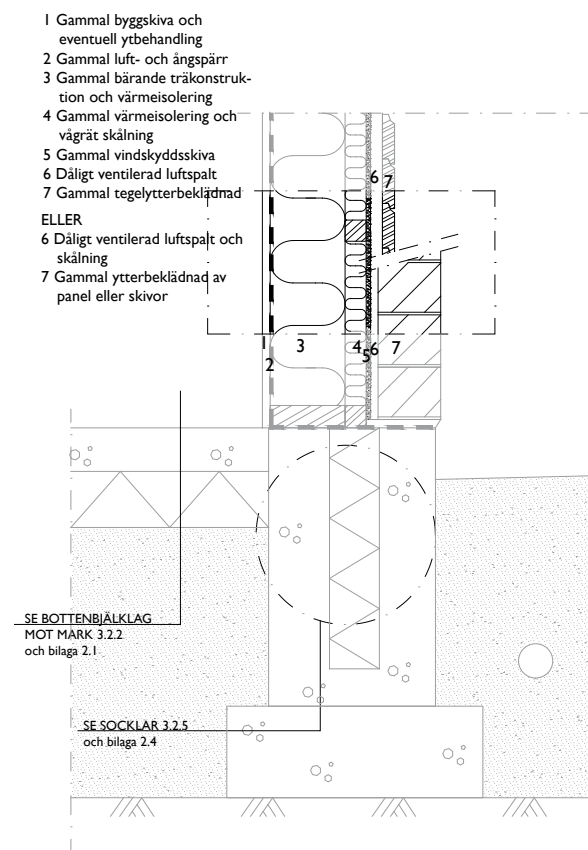 1 Gammal byggskiva och
eventuell ytbehandling
2 Gammal luft- och ångspärr
3 Gammal bärande träkonstruk-
tion och värmeisolering
4 Gammal värmeisolering och
vågrät skålning
5 Gammal vindskyddsskiva
6 Dåligt ventilerad luftspalt
7 Gammal tegelytterbeklädnad
ELLER
6 Dåligt ventilerad luftspalt och
skålning
7 Gammal ytterbeklädnad av
panel eller skivor
6 7
1 2 3 4 5 6 7
SE BOTTENBJÄLKLAG
MOT MARK 3.2.2
och bilaga 2.1
SE SOCKLAR 3.2.5
och bilaga 2.4